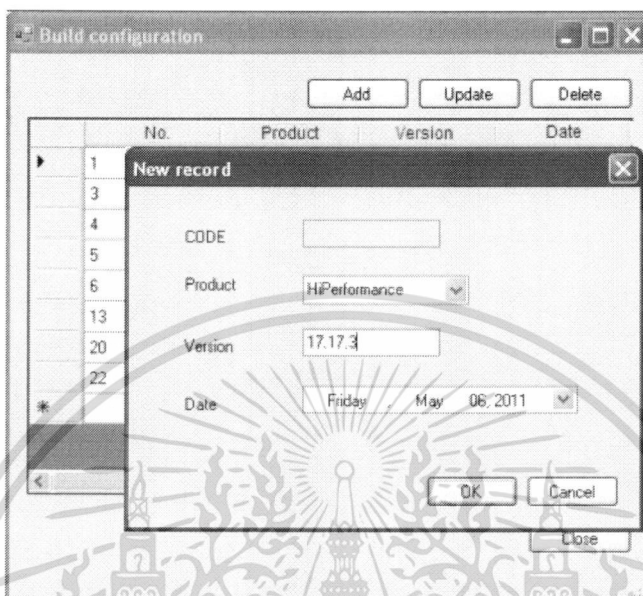 Build configuration
Add Update Delete
No. Product Version Date
1
New record
3
4
CODE
5
Product HiPerformance
6
13
Version 17.17.3
20
22
Date Friday , May 06, 2011
*
OK Cancel
Close